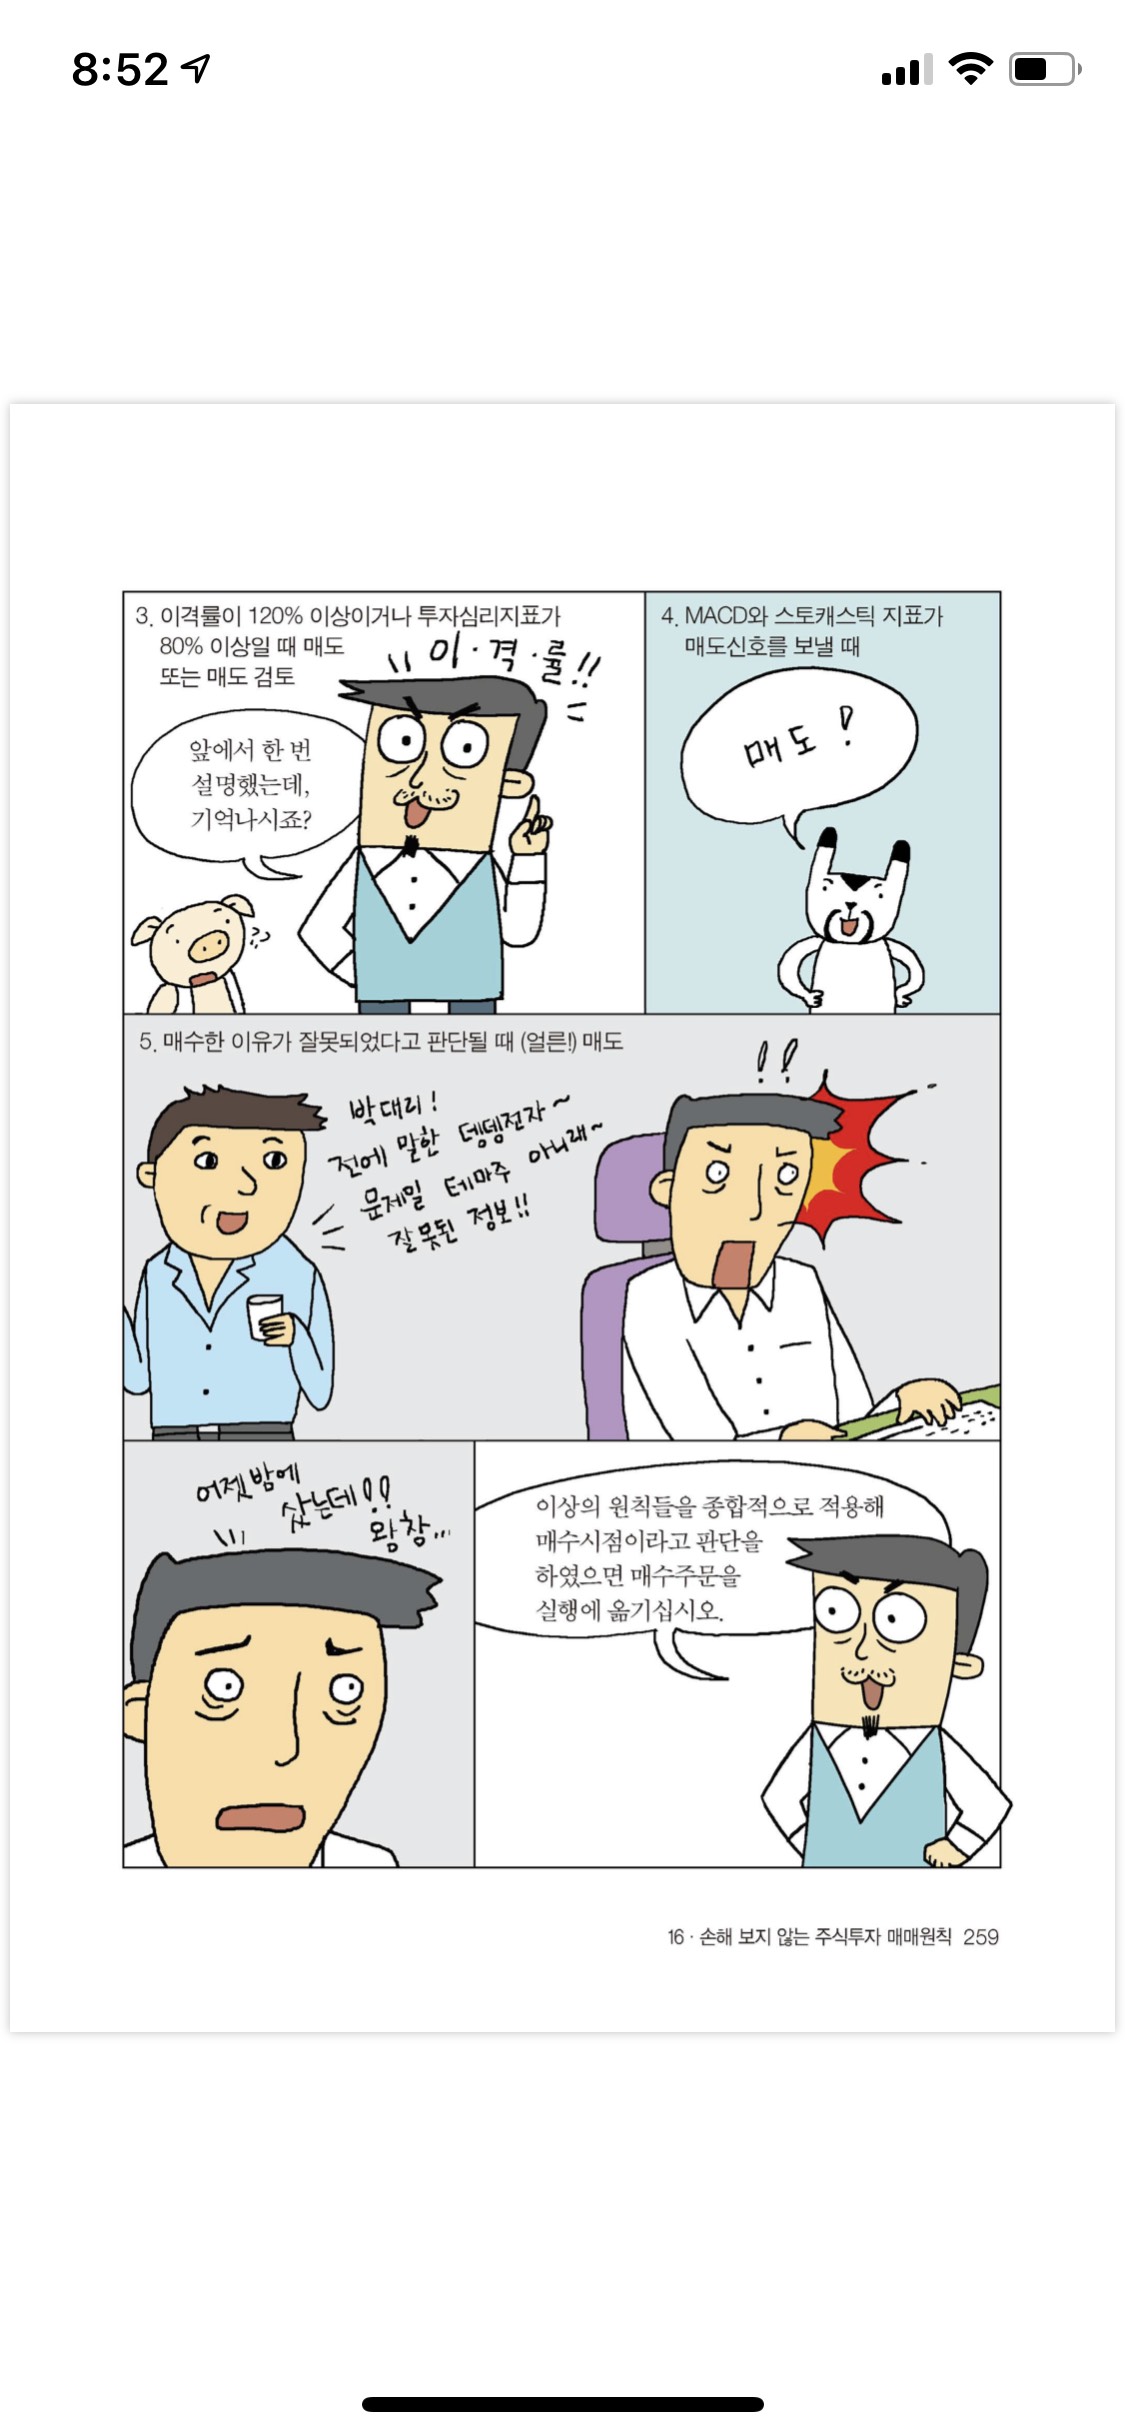 8:52
3. 이격률이 120% 이상이거나 투자심리지표가
80% 이상일 때 매도
또는 매도 검토
이·격·률!!
앞에서 한 번
설명했는데,
기억나시죠?
??
4. MACD와 스토캐스틱 지표가
매도신호를 보낼 때
매도!
5. 매수한 이유가 잘못되었다고 판단될 때 (얼른!) 매도
박대리!
전에 말한 뎅뎅전자~
문제일 테마주 아니래~
잘못된 정보!!
!!
어젯밤에
샀는데!!
왕창...
이상의 원칙들을 종합적으로 적용해
매수시점이라고 판단을
하였으면 매수주문을
실행에 옮기십시오.
16 · 손해 보지 않는 주식투자 매매원칙 259